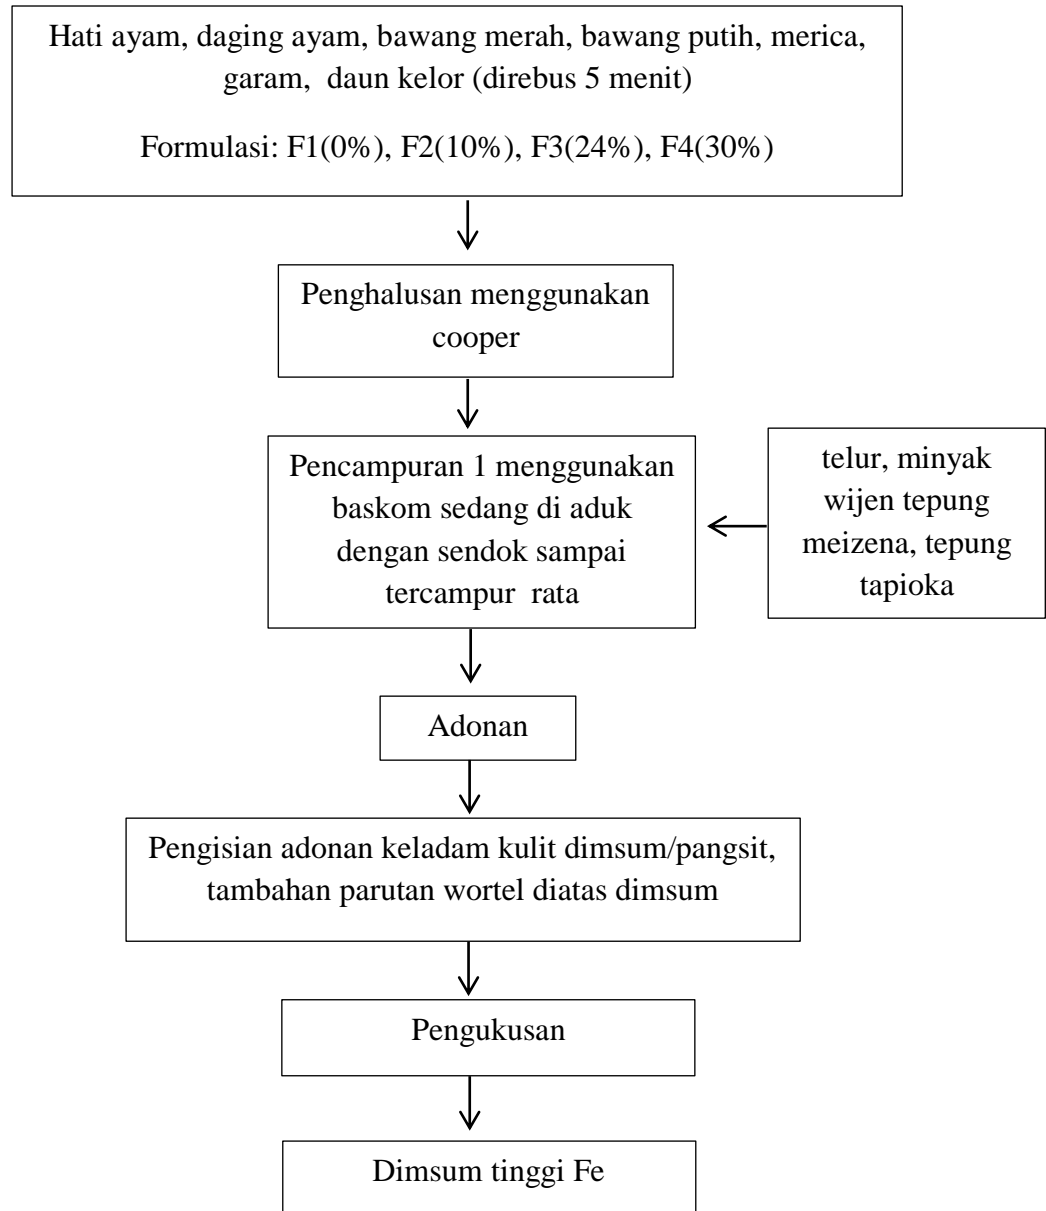 Hati ayam, daging ayam, bawang merah, bawang putih, merica,
garam, daun kelor (direbus 5 menit)
Formulasi: F1(0%), F2(10%), F3(24%), F4(30%)
Penghalusan menggunakan
cooper
Pencampuran 1 menggunakan
baskom sedang di aduk
dengan sendok sampai
tercampur rata
telur, minyak
wijen tepung
meizena, tepung
tapioka
Adonan
Pengisian adonan keladam kulit dimsum/pangsit,
tambahan parutan wortel diatas dimsum
Pengukusan
Dimsum tinggi Fe